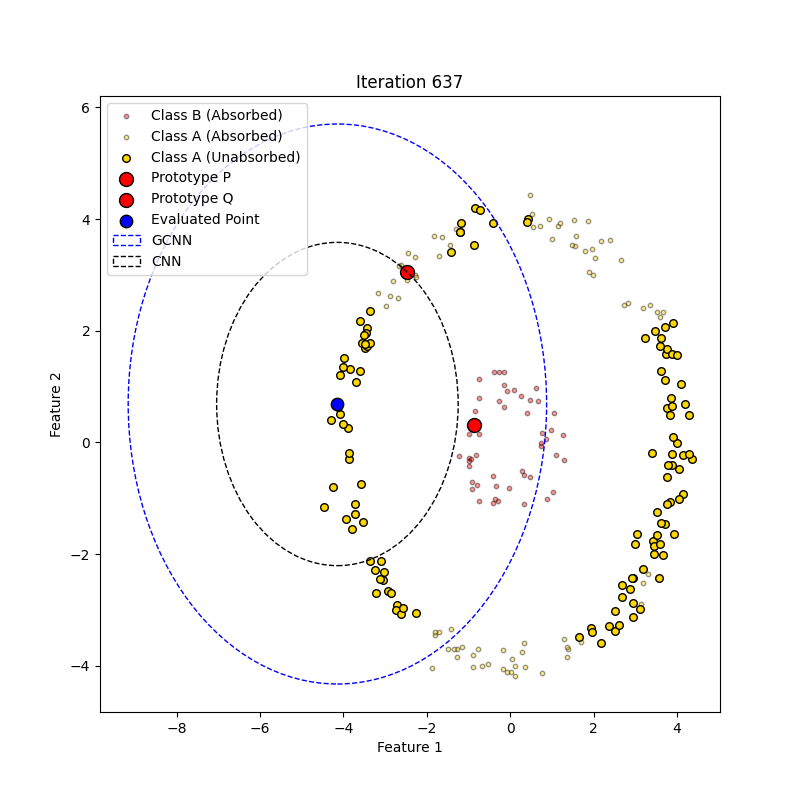 Iteration 637
Class B (Absorbed)
Class A (Absorbed)
Class A (Unabsorbed)
Prototype P
Prototype Q
Evaluated Point
GCNN
CNN
6
4
2
0
−2
−4
Feature 2
−8 −6 −4 −2 0 2 4
Feature 1